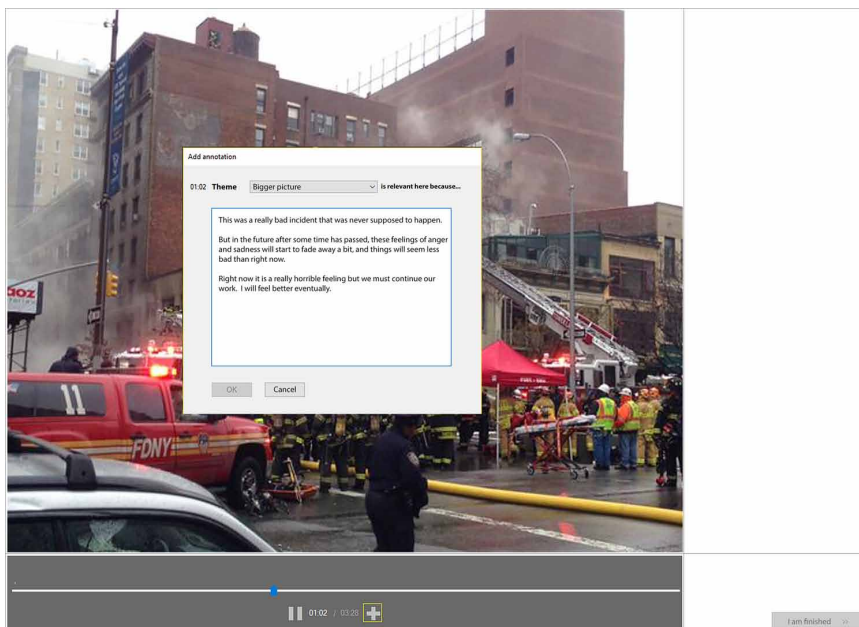 Add annotation
01:02 Theme Bigger picture is relevant here because...
This was a really bad incident that was never supposed to happen.
But in the future after some time has passed, these feelings of anger
and sadness will start to fade away a bit, and things will seem less
bad than right now.
Right now it is a really horrible feeling but we must continue our
work. I will feel better eventually.
OK Cancel
11
FDNY
01:02 / 03:28
I am finished